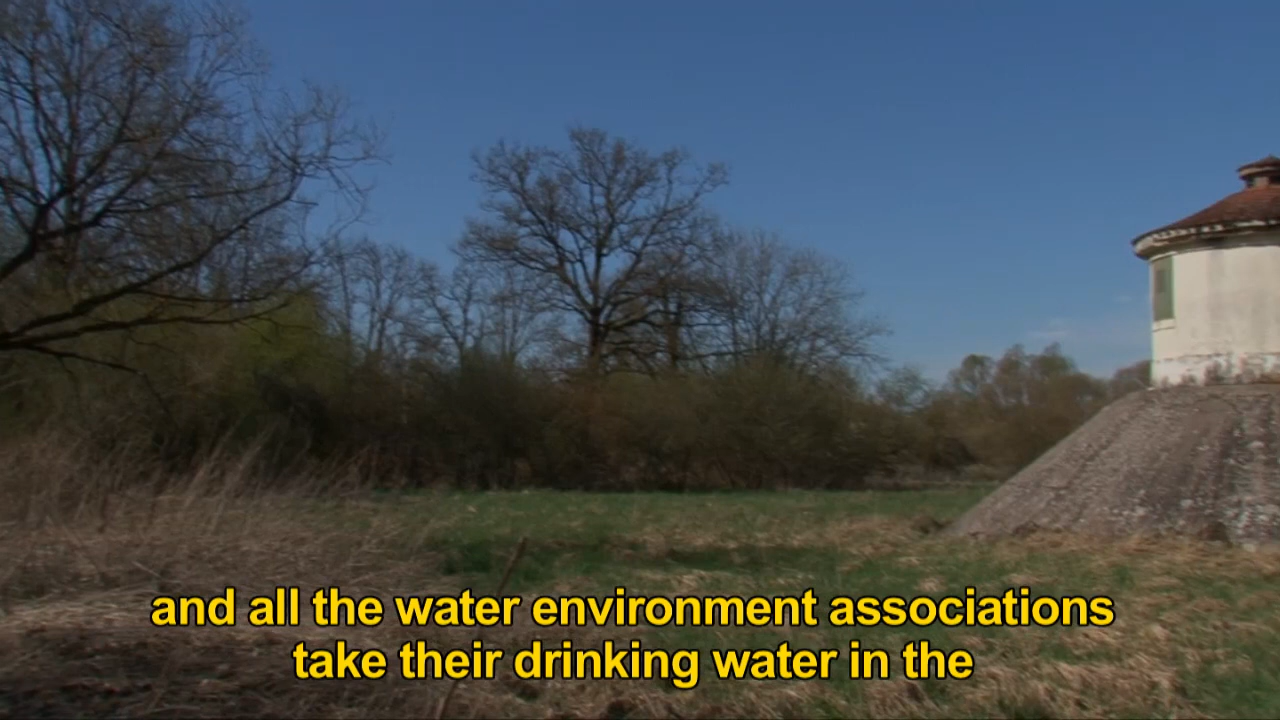 and all the water environment associations
take their drinking water in the